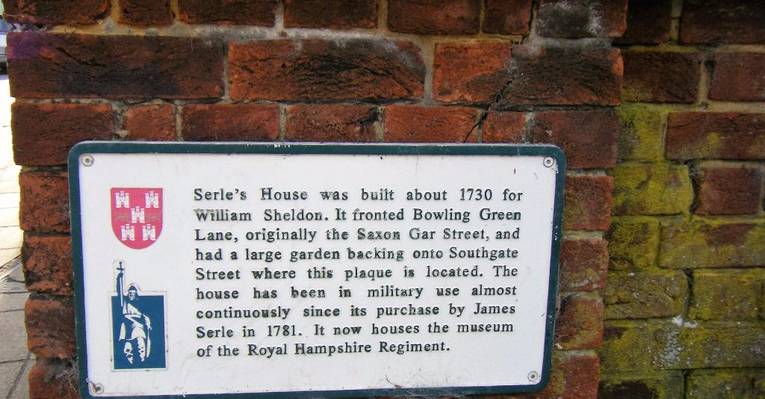 Serle's House was built about 1730 for
William Sheldon. It fronted Bowling Green
Lane, originally the Saxon Gar Street, and
had a large garden backing onto Southgate
Street where this plaque is located. The
house has been in military use almost
continuously since its purchase by James
Serle in 1781. It now houses the museum
of the Royal Hampshire Regiment.